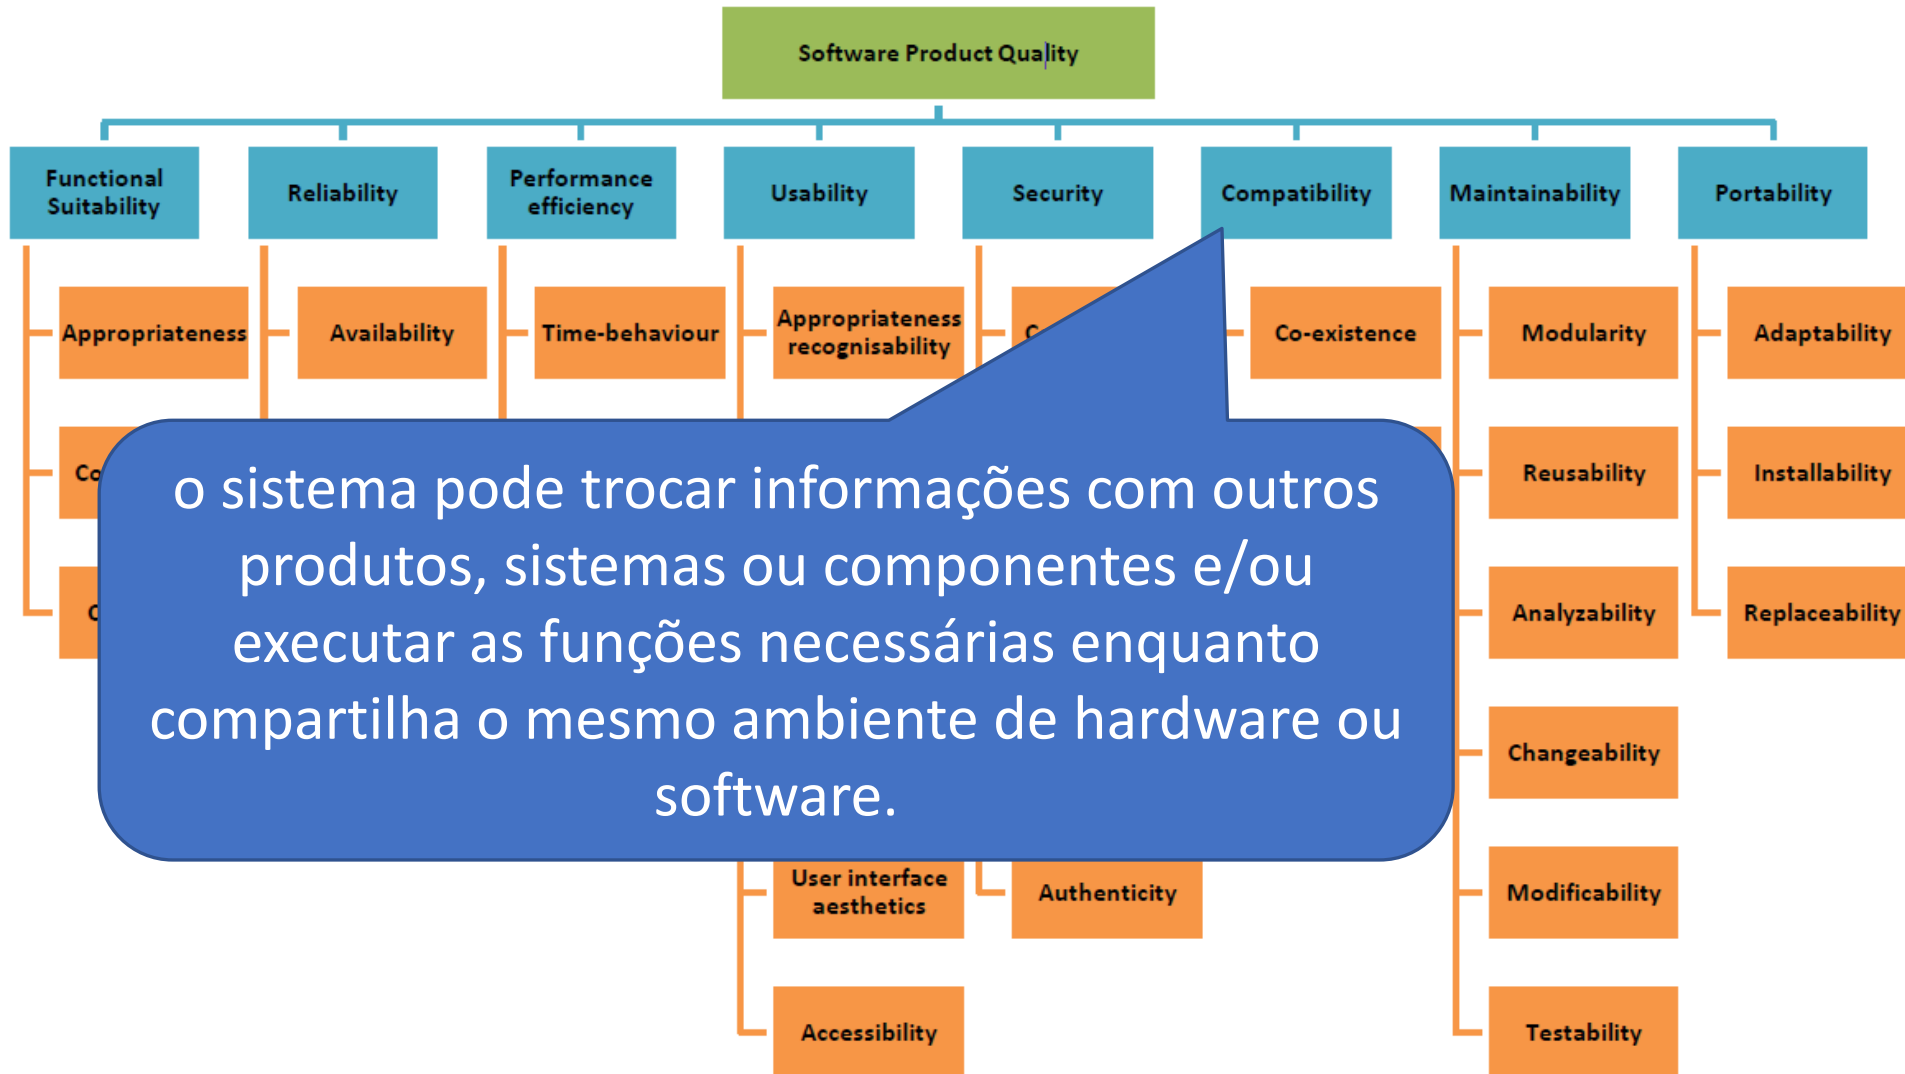 Software Product Quality
Functional
Suitability
Reliability
Performance
efficiency
Usability
Security
Compatibility
Maintainability
Portability
Appropriateness
Availability
Time-behaviour
Appropriateness
recognisability
Co-existence
Modularity
Adaptability
Reusability
Installability
Analyzability
Replaceability
o sistema pode trocar informações com outros
produtos, sistemas ou componentes e/ou
executar as funções necessárias enquanto
compartilha o mesmo ambiente de hardware ou
software.
Changeability
User interface
aesthetics
Authenticity
Modificability
Accessibility
Testability